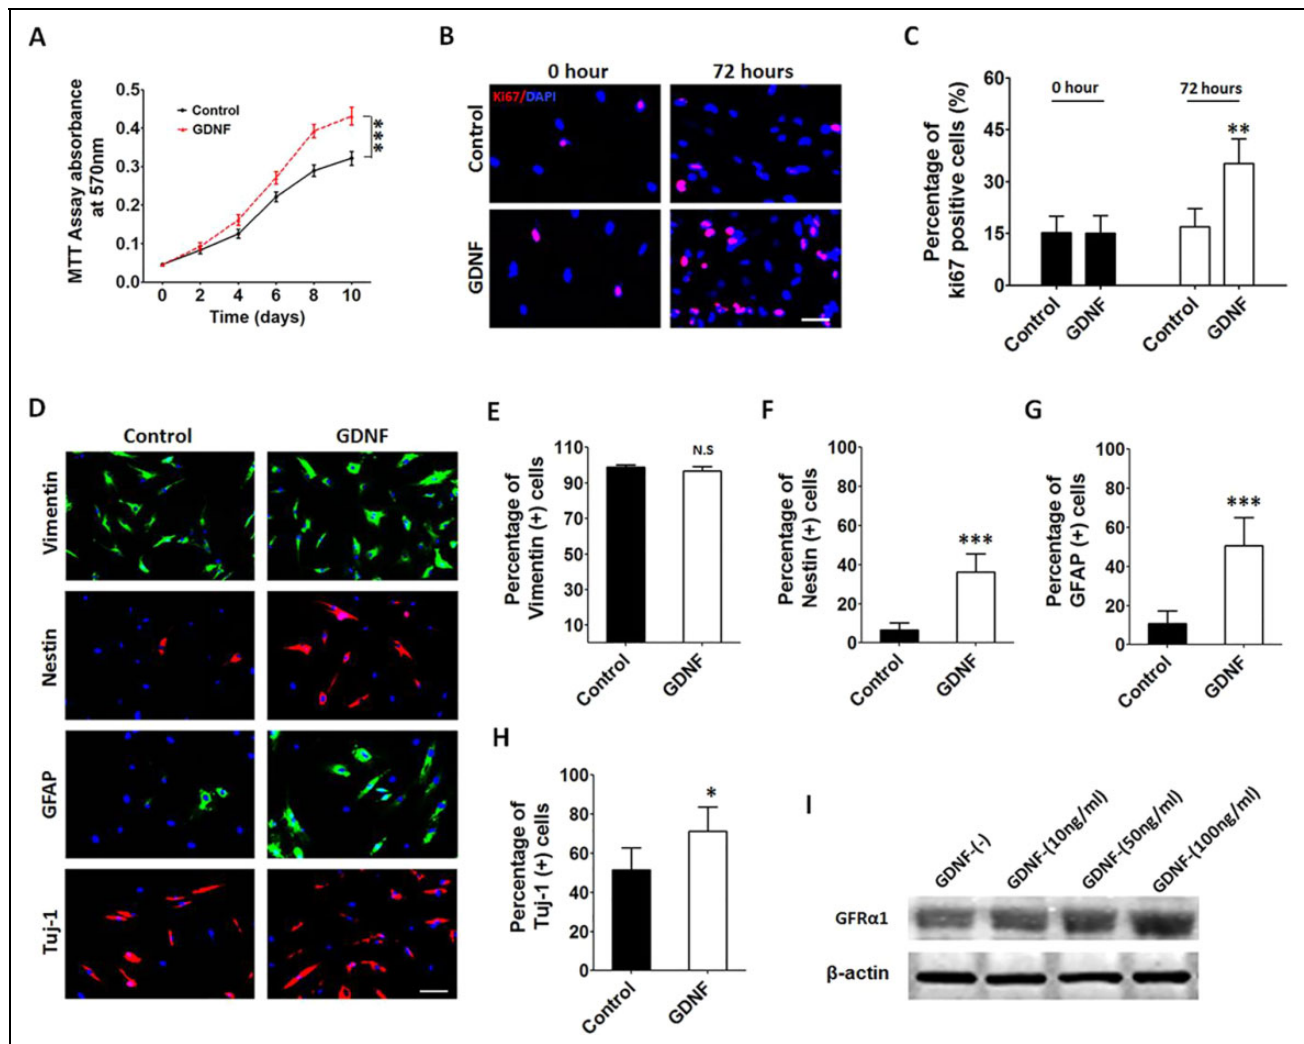 A
MTT Assay absorbance
at 570nm
0.5
0.4
0.3
0.2
0.1
0.0
Control
GDNF
***
0 2 4 6 8 10
Time (days)
B
0 hour 72 hours
Ki67/DAPI
Control
GDNF
C
Percentage of
ki67 positive cells (%)
60
45
30
15
0
0 hour 72 hours
**
Control GDNF Control GDNF
D
Control GDNF
Vimentin
Nestin
GFAP
Tuj-1
E
Percentage of
Vimentin (+) cells
110
90
70
50
30
10
N.S
Control GDNF
F
Percentage of
Nestin (+) cells
100
80
60
40
20
0
***
Control GDNF
G
Percentage of
GFAP (+) cells
100
80
60
40
20
0
***
Control GDNF
H
Percentage of
Tuj-1 (+) cells
100
80
60
40
20
0
*
Control GDNF
I
GDNF-(-) GDNF-(10ng/ml) GDNF-(50ng/ml) GDNF-(100ng/ml)
GFRα1
β-actin